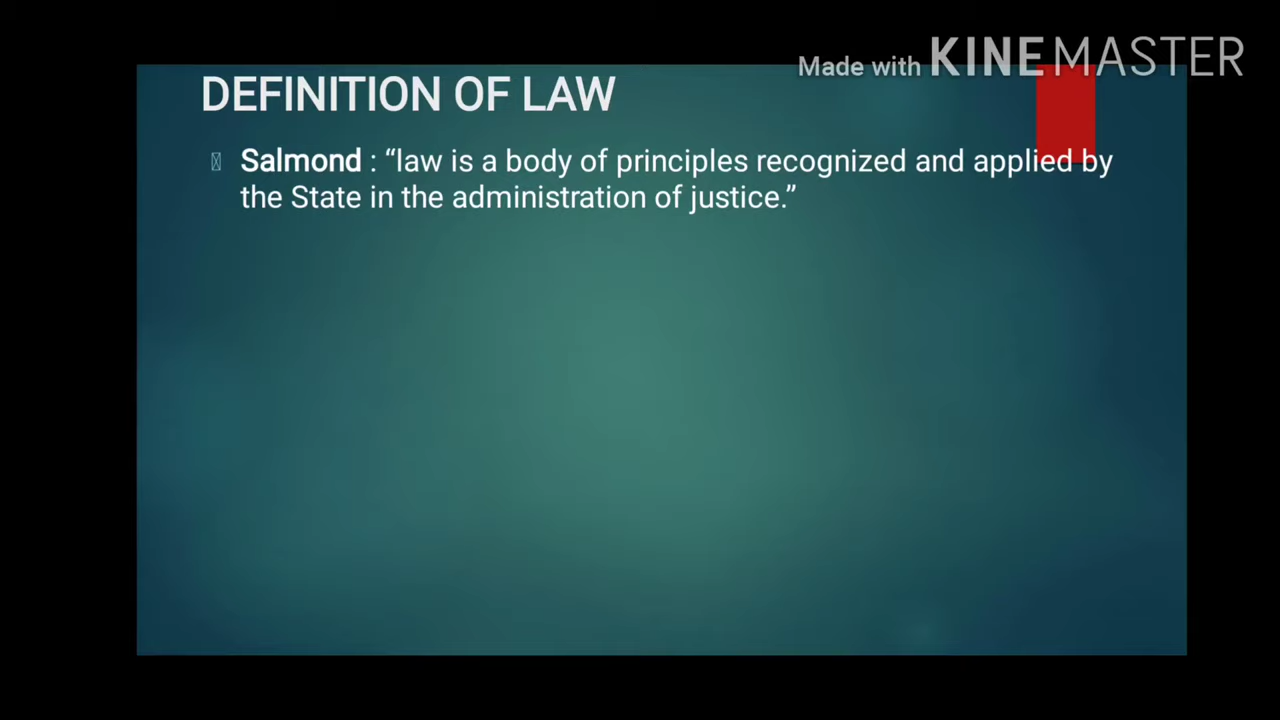 Made with KINEMASTER
DEFINITION OF LAW
Salmond : “law is a body of principles recognized and applied by
the State in the administration of justice.”